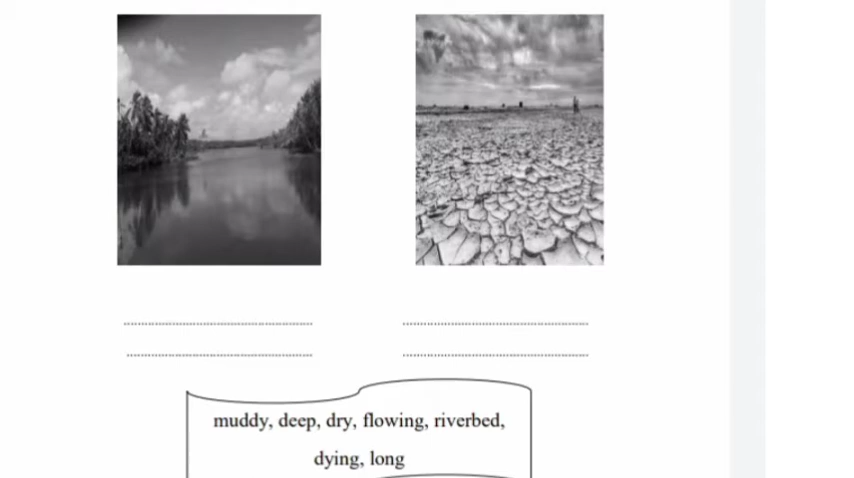 muddy, deep, dry, flowing, riverbed,
dying, long